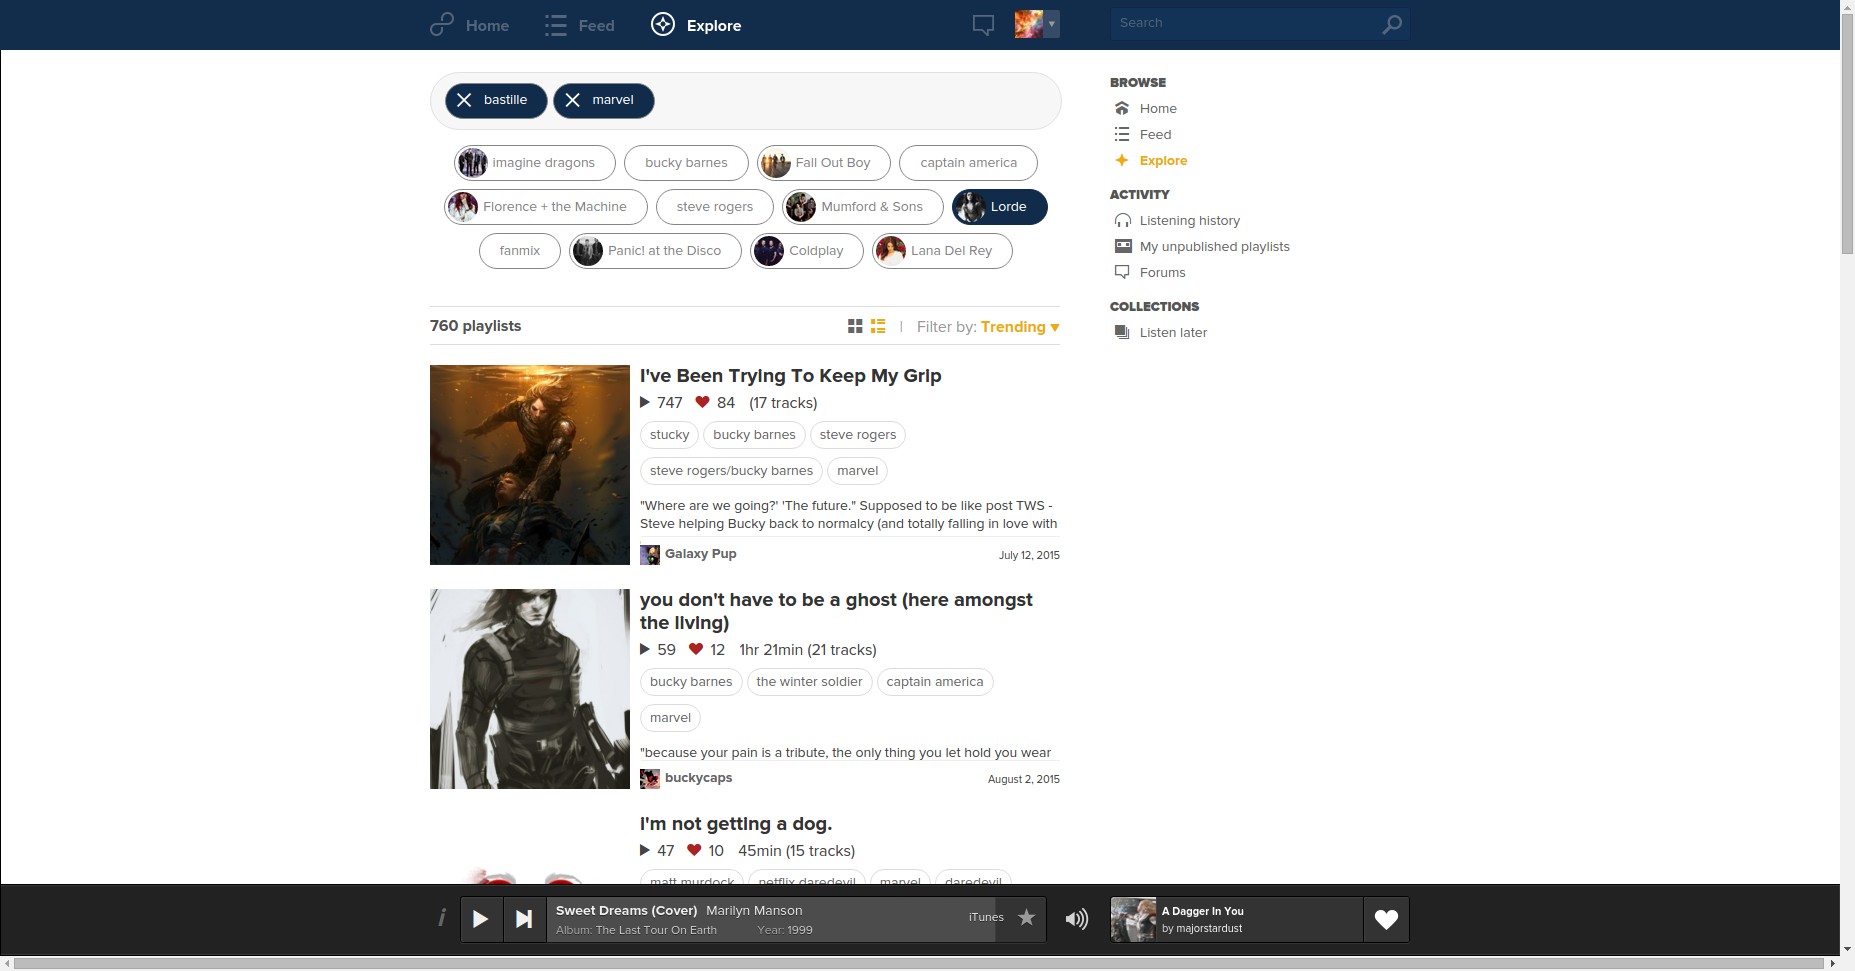 Home
Feed
Explore
Search
bastille
marvel
imagine dragons
bucky barnes
Fall Out Boy
captain america
Florence + the Machine
steve rogers
Mumford & Sons
Lorde
fanmix
Panic! at the Disco
Coldplay
Lana Del Rey
760 playlists
| Filter by: Trending
I've Been Trying To Keep My Grip
747 84 (17 tracks)
stucky
bucky barnes
steve rogers
steve rogers/bucky barnes
marvel
"Where are we going?' 'The future." Supposed to be like post TWS -
Steve helping Bucky back to normalcy (and totally falling in love with
Galaxy Pup
July 12, 2015
you don't have to be a ghost (here amongst
the living)
59 12 1hr 21min (21 tracks)
bucky barnes
the winter soldier
captain america
marvel
"because your pain is a tribute, the only thing you let hold you wear
buckycaps
August 2, 2015
I'm not getting a dog.
47 10 45min (15 tracks)
matt murdock
netflix daredevil
marvel
daredevil
BROWSE
Home
Feed
Explore
ACTIVITY
Listening history
My unpublished playlists
Forums
COLLECTIONS
Listen later
i
Sweet Dreams (Cover) Marilyn Manson
Album: The Last Tour On Earth Year: 1999
iTunes
A Dagger In You
by majorstardust